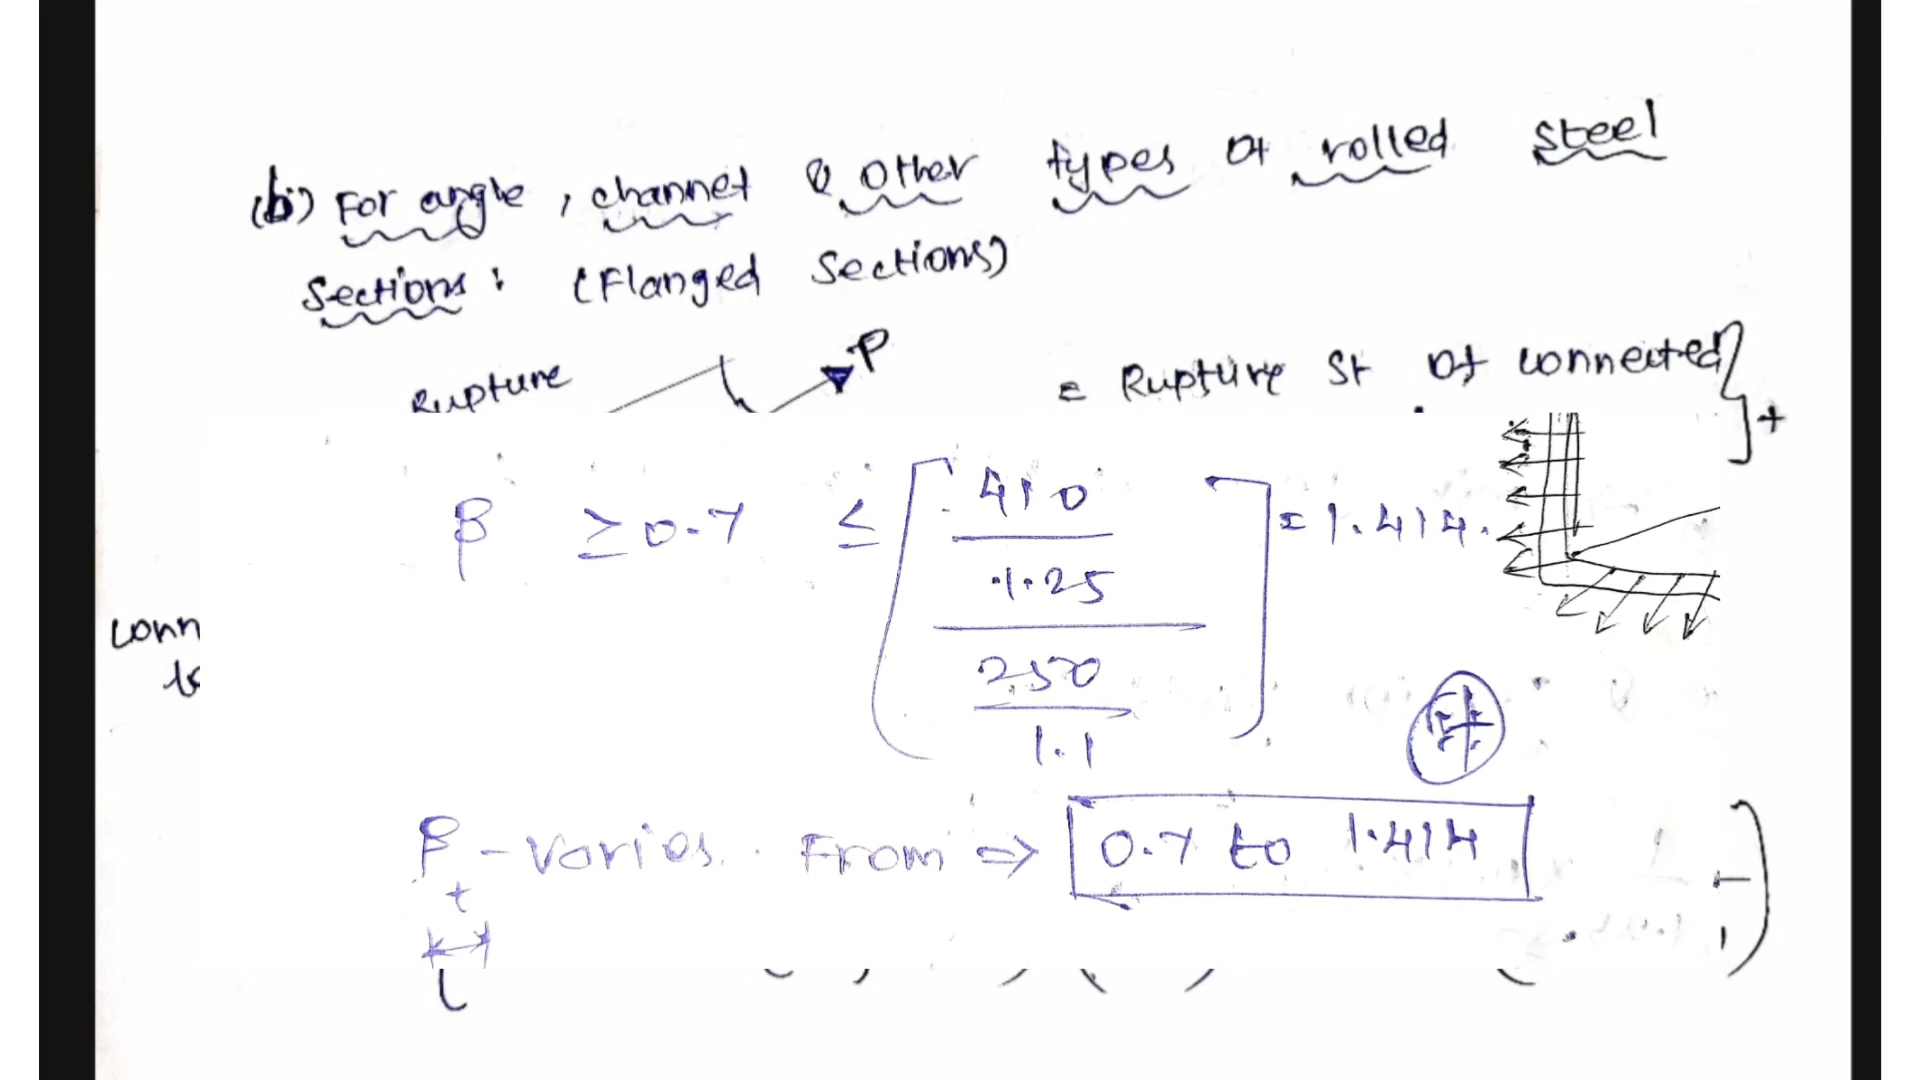 (b) For angle, channel & Other types of rolled steel
sections: (Flanged Sections)
Rupture P = Rupture St of connected} +
β ≥ 0.7 ≤ [ 410 / 1.25 / 250 / 1.1 ] = 1.414.
Conn
to
β - varies From ⇒ 0.7 to 1.414
t